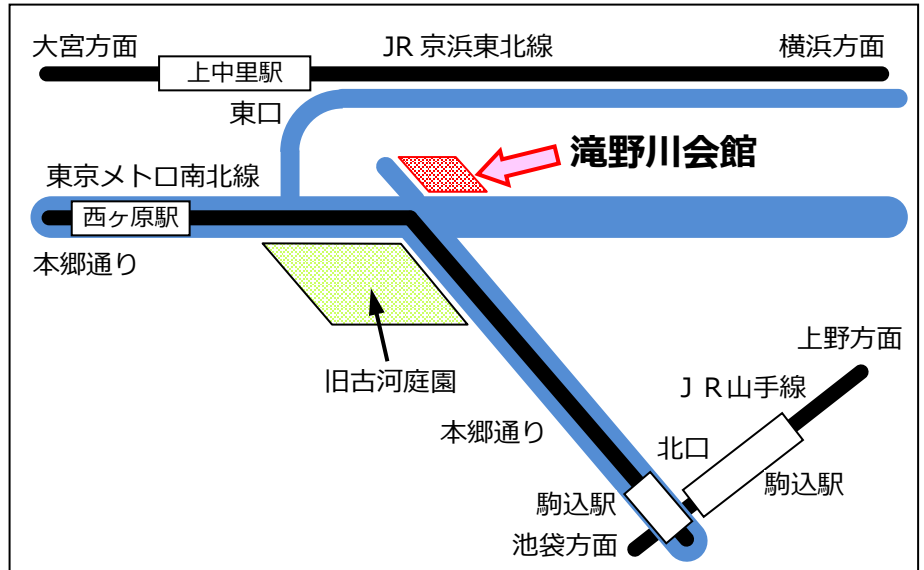 大宮方面
JR京浜東北線
横浜方面
上中里駅
東口
滝野川会館
東京メトロ南北線
西ヶ原駅
本郷通り
旧古河庭園
上野方面
ＪＲ山手線
本郷通り
北口
駒込駅
駒込駅
池袋方面